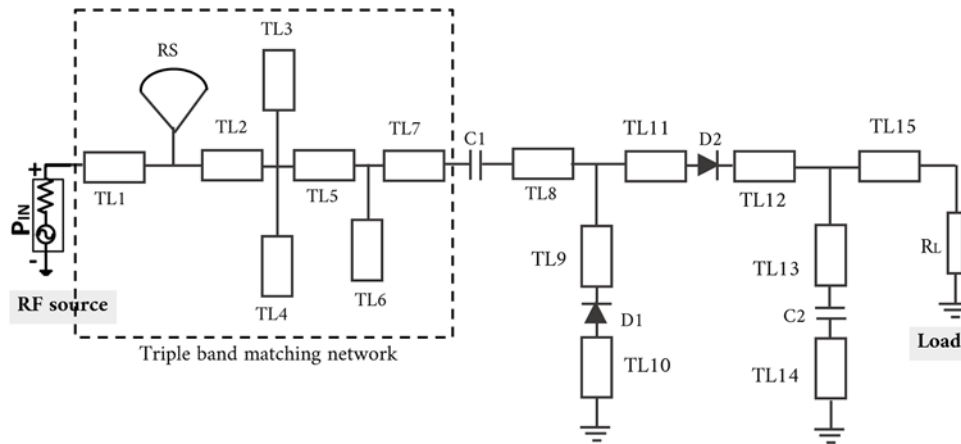 TL3
RS
TL2
TL7
C1
TL11
D2
TL15
+
TL1
TL5
TL8
TL12
PIN
-
RF source
TL4
TL6
TL9
D1
TL10
TL13
C2
TL14
RL
Load
Triple band matching network